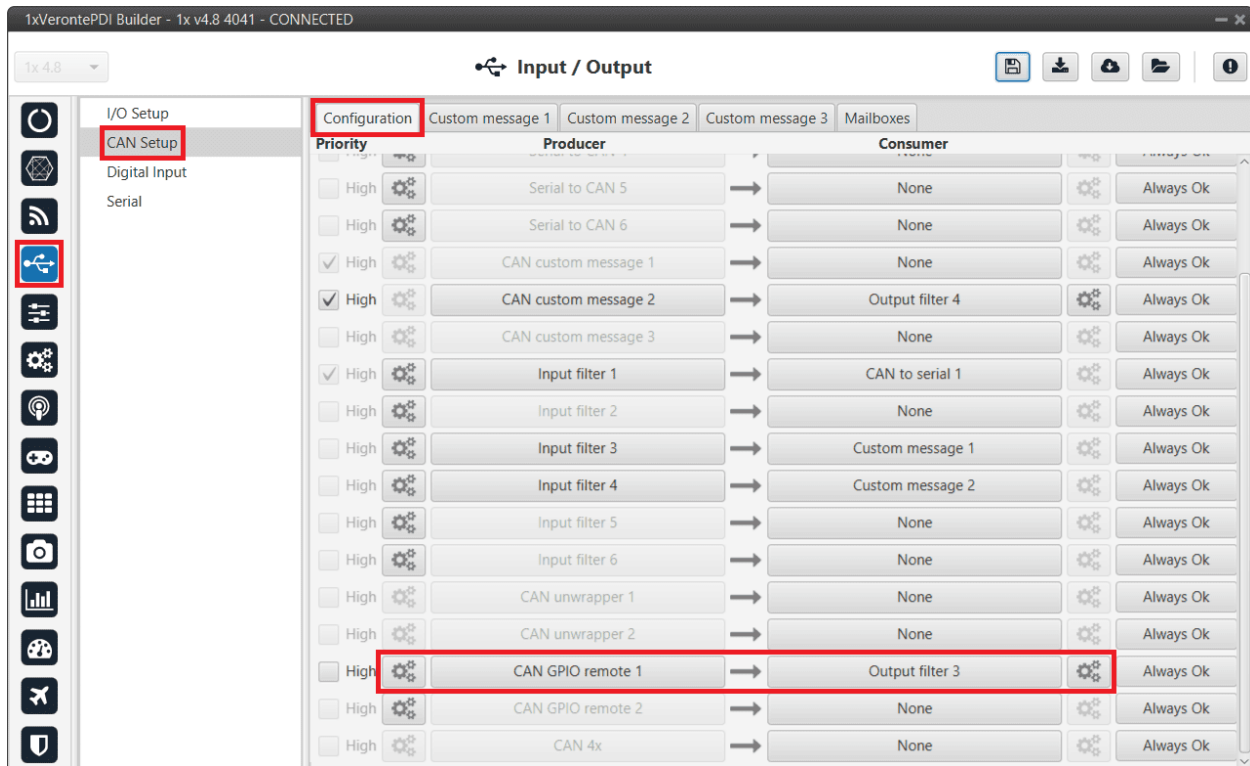 1xVerontePDI Builder - 1x v4.8 4041 - CONNECTED
1x 4.8
Input / Output
I/O Setup
CAN Setup
Digital Input
Serial
Configuration Custom message 1 Custom message 2 Custom message 3 Mailboxes
Priority Producer Consumer
High Serial to CAN 5 None Always Ok
High Serial to CAN 6 None Always Ok
High CAN custom message 1 None Always Ok
High CAN custom message 2 Output filter 4 Always Ok
High CAN custom message 3 None Always Ok
High Input filter 1 CAN to serial 1 Always Ok
High Input filter 2 None Always Ok
High Input filter 3 Custom message 1 Always Ok
High Input filter 4 Custom message 2 Always Ok
High Input filter 5 None Always Ok
High Input filter 6 None Always Ok
High CAN unwrapper 1 None Always Ok
High CAN unwrapper 2 None Always Ok
High CAN GPIO remote 1 Output filter 3 Always Ok
High CAN GPIO remote 2 None Always Ok
High CAN 4x None Always Ok